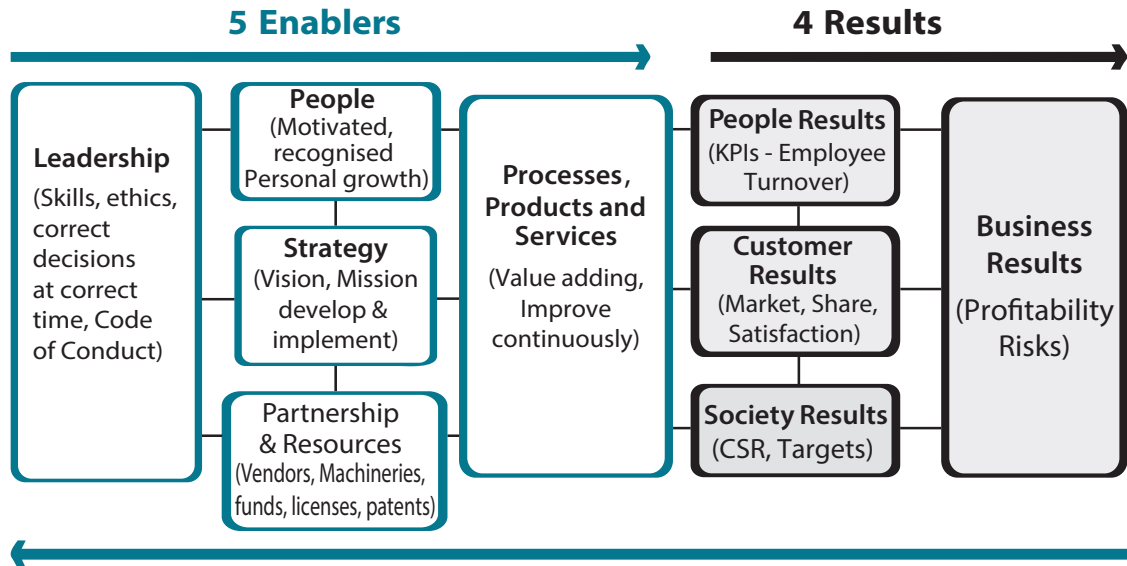 5 Enablers
4 Results
Leadership
(Skills, ethics,
correct
decisions
at correct
time, Code
of Conduct)
People
(Motivated,
recognised
Personal growth)
Strategy
(Vision, Mission
develop &
implement)
Partnership
& Resources
(Vendors, Machineries,
funds, licenses, patents)
Processes,
Products and
Services
(Value adding,
Improve
continuously)
People Results
(KPIs - Employee
Turnover)
Customer
Results
(Market, Share,
Satisfaction)
Society Results
(CSR, Targets)
Business
Results
(Profitability
Risks)